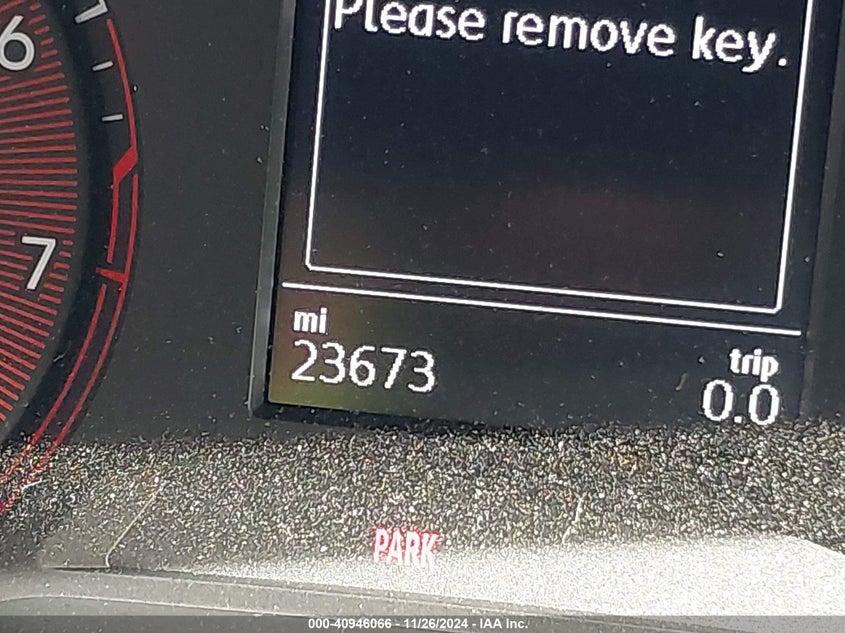 Please remove key.
6
7
mi
23673
trip
0.0
PARK
000-40946066 - 11/26/2024 - IAA Inc.